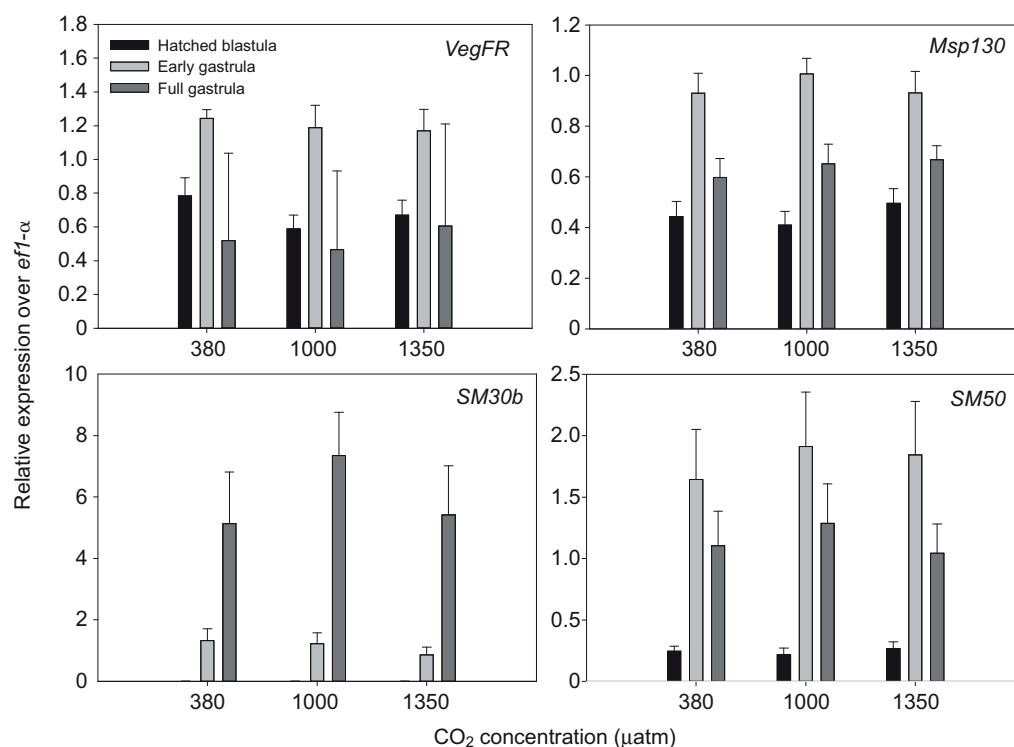 1.8
1.6
1.4
1.2
1.0
0.8
0.6
0.4
0.2
0
Hatched blastula
Early gastrula
Full gastrula
VegFR
380 1000 1350
1.2
1.0
0.8
0.6
0.4
0.2
0
Msp130
380 1000 1350
Relative expression over ef1-α
10
8
6
4
2
0
SM30b
380 1000 1350
2.5
2.0
1.5
1.0
0.5
0
SM50
380 1000 1350
CO₂ concentration (μatm)